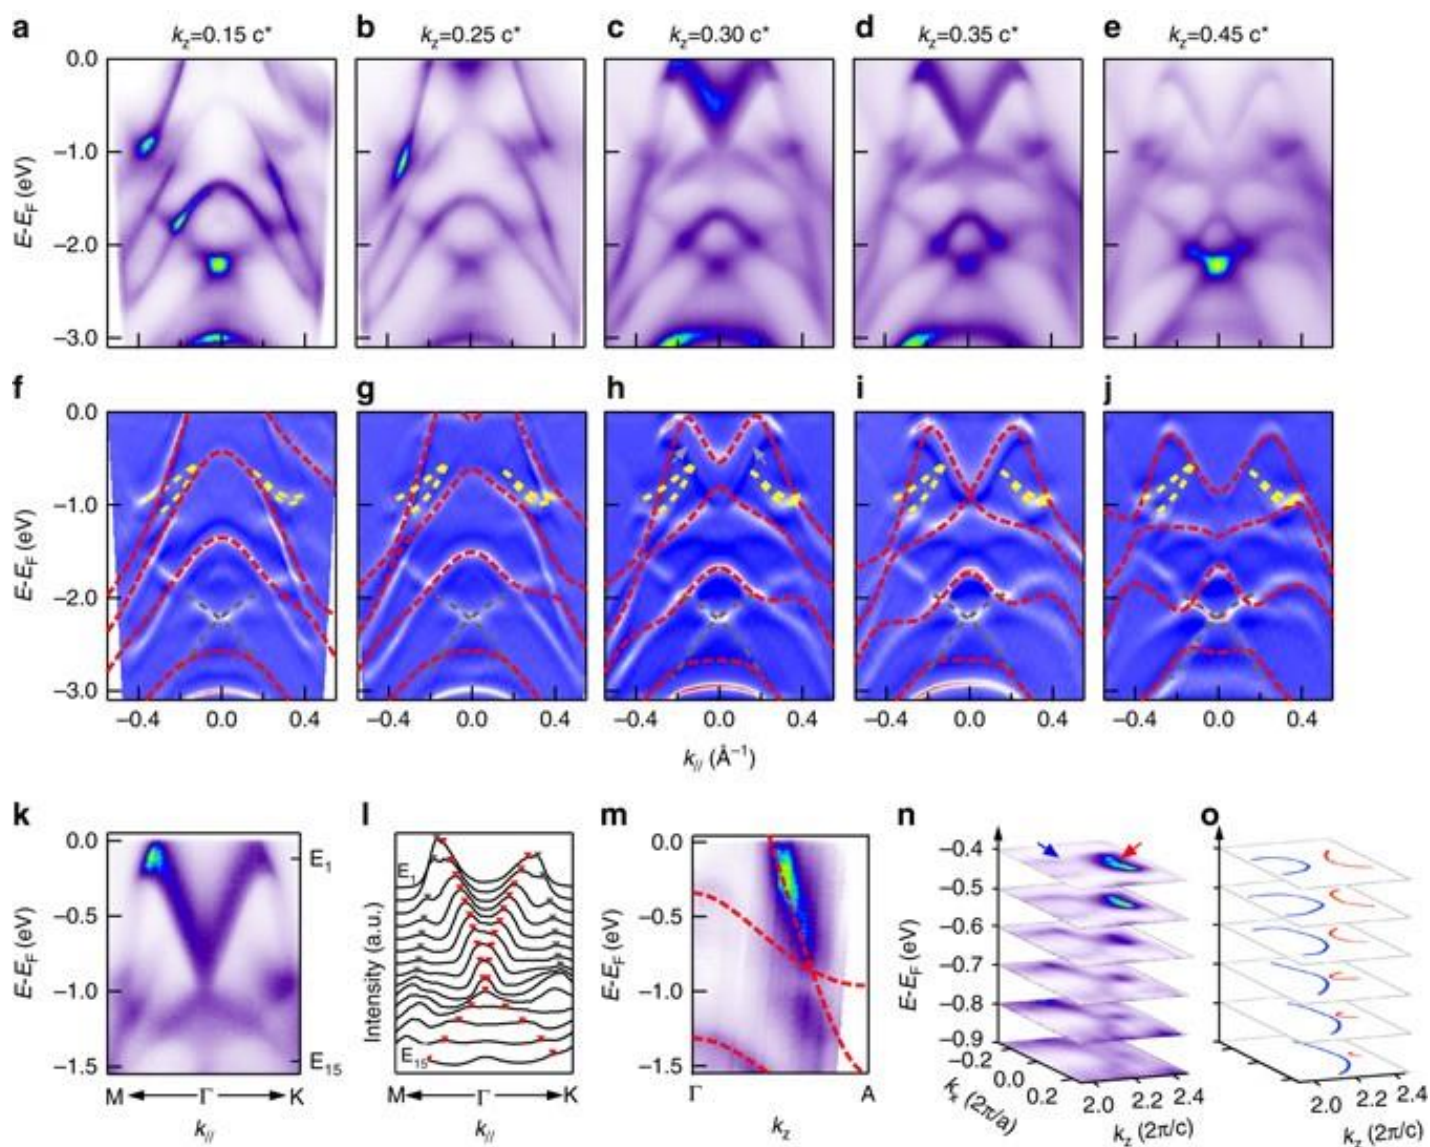 a b c d e
k_z=0.15 c* k_z=0.25 c* k_z=0.30 c* k_z=0.35 c* k_z=0.45 c*
0.0
−1.0
−2.0
−3.0
E-E_F (eV)
f g h i j
0.0
−1.0
−2.0
−3.0
E-E_F (eV)
−0.4 0.0 0.4 −0.4 0.0 0.4 −0.4 0.0 0.4 −0.4 0.0 0.4 −0.4 0.0 0.4
k_// (Å⁻¹)
k
0.0
−0.5
−1.0
−1.5
E-E_F (eV)
E_1
E_15
M Γ K
k_//
l
Intensity (a.u.)
E_1
E_15
M Γ K
k_//
m
0.0
−0.5
−1.0
−1.5
E-E_F (eV)
Γ A
k_z
n
−0.4
−0.5
−0.6
−0.7
−0.8
−0.9
E-E_F (eV)
−0.2
0.0
0.2
(2π/a)
2.0 2.2 2.4
k_z (2π/c)
o
2.0 2.2 2.4
k_z (2π/c)